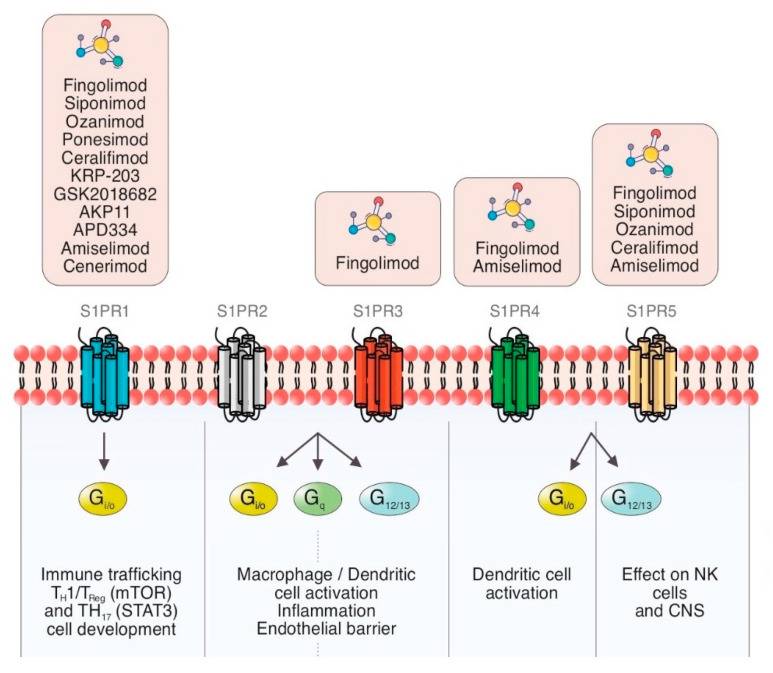 Fingolimod
Siponimod
Ozanimod
Ponesimod
Ceralifimod
KRP-203
GSK2018682
AKP11
APD334
Amiselimod
Cenerimod
Fingolimod
Fingolimod
Amiselimod
Fingolimod
Siponimod
Ozanimod
Ceralifimod
Amiselimod
S1PR1
S1PR2
S1PR3
S1PR4
S1PR5
Gi/o
Gi/o
Gq
G12/13
Gi/o
G12/13
Immune trafficking
TH1/TReg (mTOR)
and TH17 (STAT3)
cell development
Macrophage / Dendritic
cell activation
Inflammation
Endothelial barrier
Dendritic cell
activation
Effect on NK
cells
and CNS